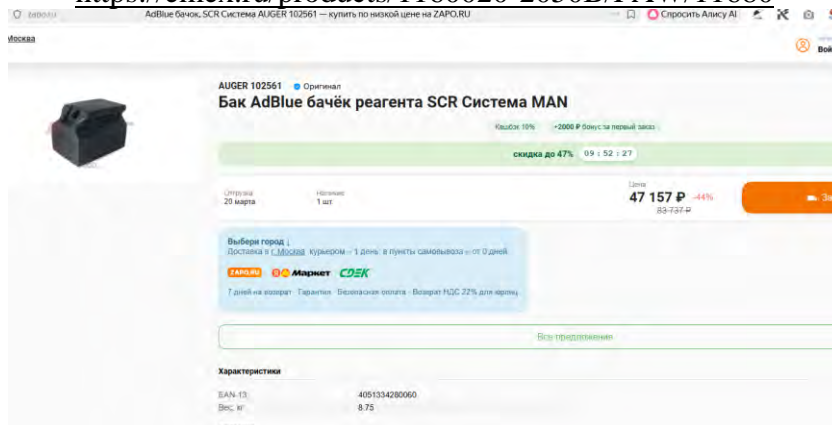 zapo.ru
AdBlue бачок, SCR Система AUGER 102561 — купить по низкой цене на ZAPO.RU
Спросить Алису AI
Москва
AUGER 102561 Оригинал
Бак AdBlue бачёк реагента SCR Система MAN
Кешбэк 10% +2000 ₽ бонус за первый заказ
скидка до 47% 09 : 52 : 27
Отгрузка
20 марта
Наличие
1 шт.
Цена
47 157 ₽ -44%
83 737 ₽
Выбери город ↓
Доставка в г. Москва курьером – 1 день, в пункты самовывоза – от 0 дней
ZAPO.RU Маркет CDEK
7 дней на возврат · Гарантия · Безопасная оплата · Возврат НДС 22% для юрлиц
Все предложения
Характеристики
EAN-13: 4051334280060
Вес, кг 8.75